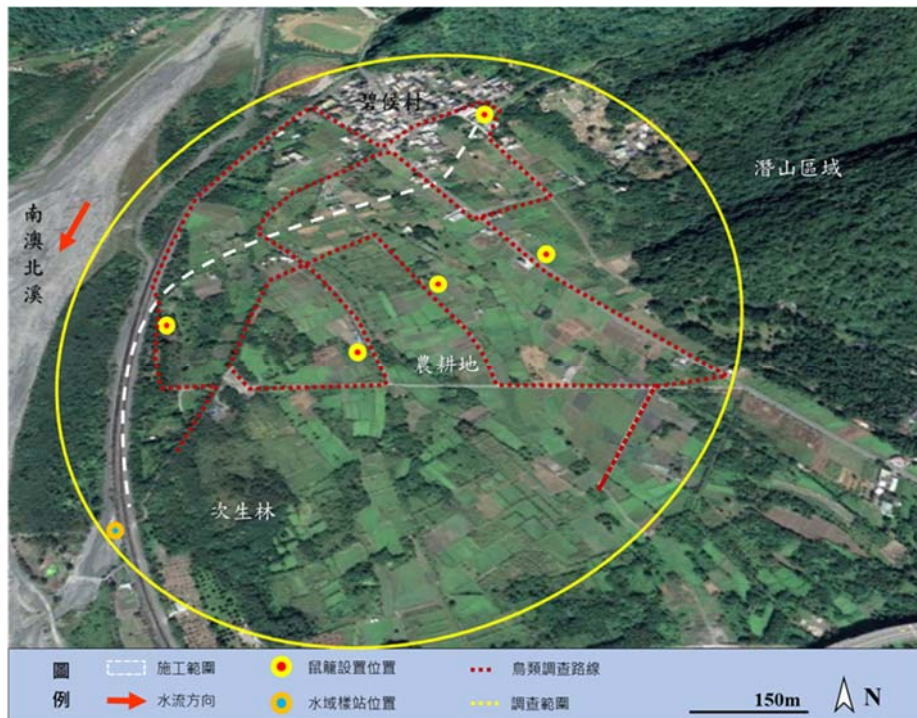 碧侯村
潛山區域
南澳北溪
農耕地
次生林
圖例
施工範圍
鼠籠設置位置
鳥類調查路線
水流方向
水域樣站位置
調查範圍
150m
N